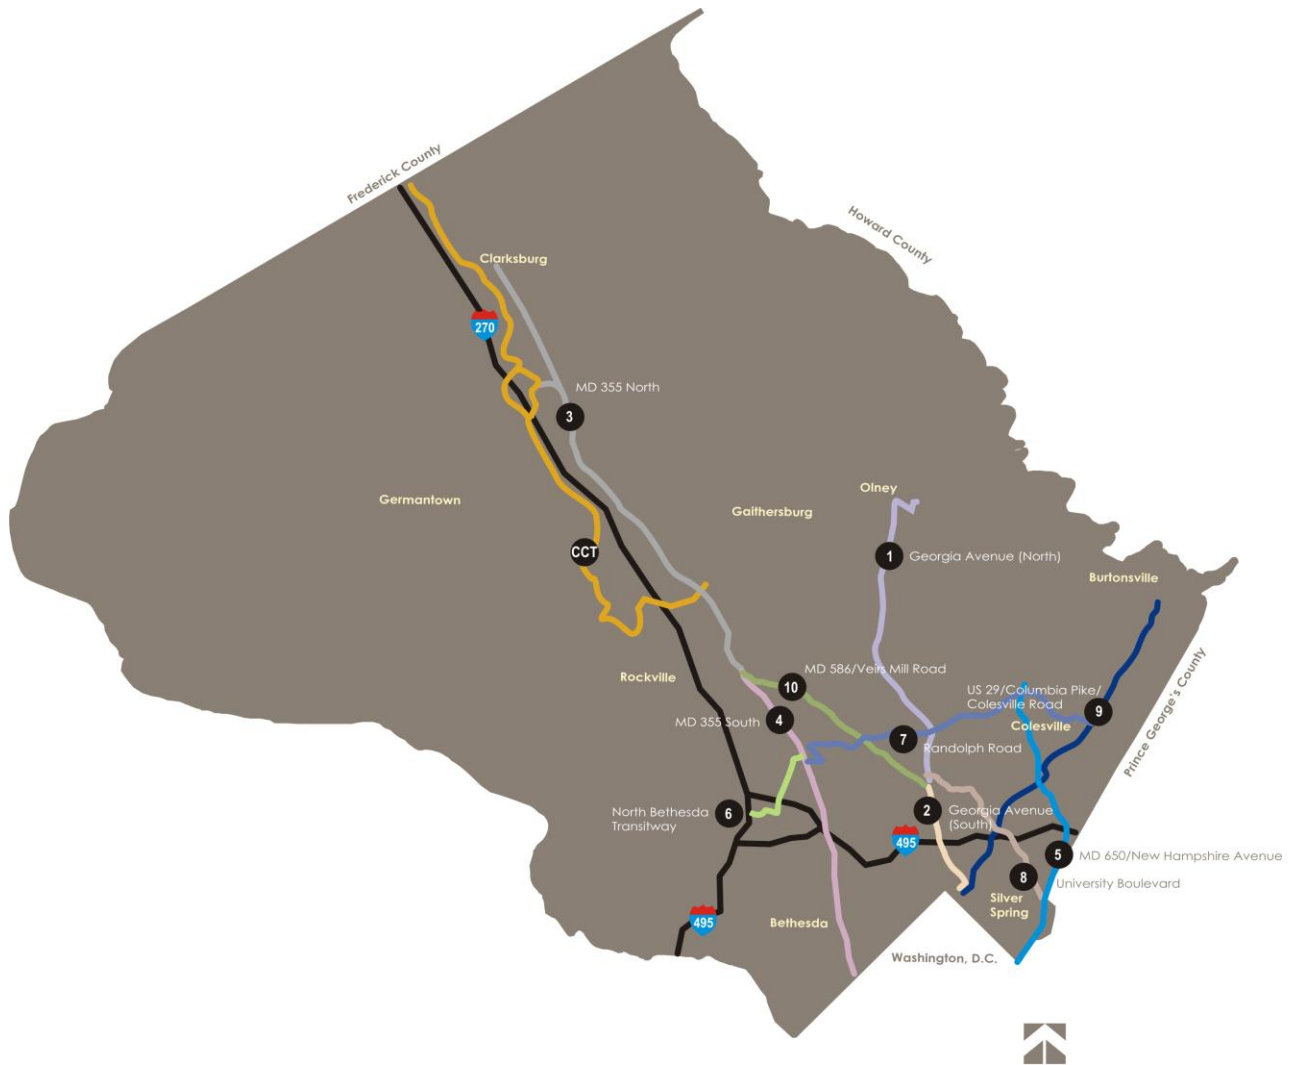 Frederick County
Howard County
Clarksburg
270
MD 355 North
3
Germantown
Olney
Gaithersburg
CCT
1
Georgia Avenue (North)
Burtonsville
Prince George's County
Rockville
MD 586/Veirs Mill Road
10
US 29/Columbia Pike/
Colesville Road
9
MD 355 South
4
Colesville
7
Randolph Road
North Bethesda
Transitway
6
2
Georgia Avenue
(South)
495
5
MD 650/New Hampshire Avenue
8
University Boulevard
Silver
Spring
495
Bethesda
Washington, D.C.